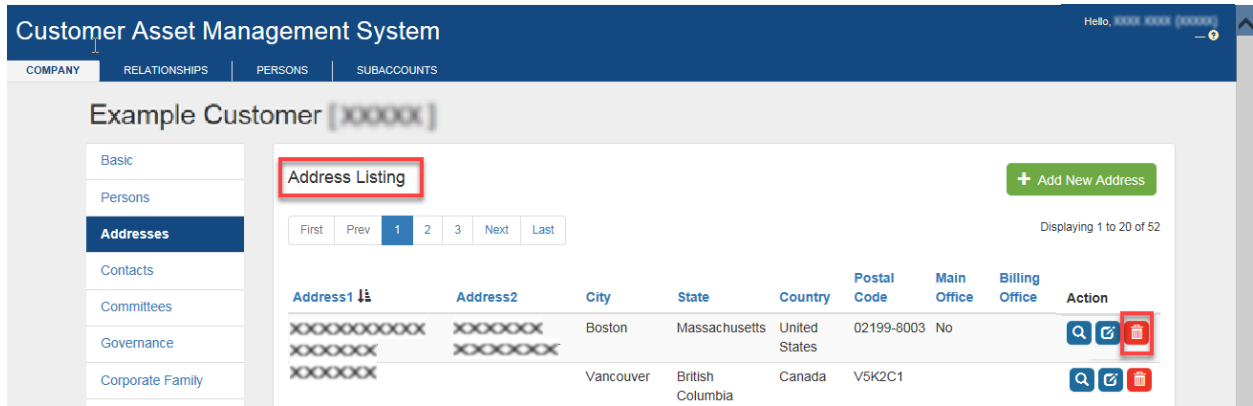 Customer Asset Management System
Hello,
COMPANY RELATIONSHIPS PERSONS SUBACCOUNTS
Example Customer
Basic
Persons
Addresses
Contacts
Committees
Governance
Corporate Family
Address Listing
+ Add New Address
First Prev 1 2 3 Next Last
Displaying 1 to 20 of 52
Address1 Address2 City State Country Postal Code Main Office Billing Office Action
Boston Massachusetts United States 02199-8003 No
Vancouver British Columbia Canada V5K2C1